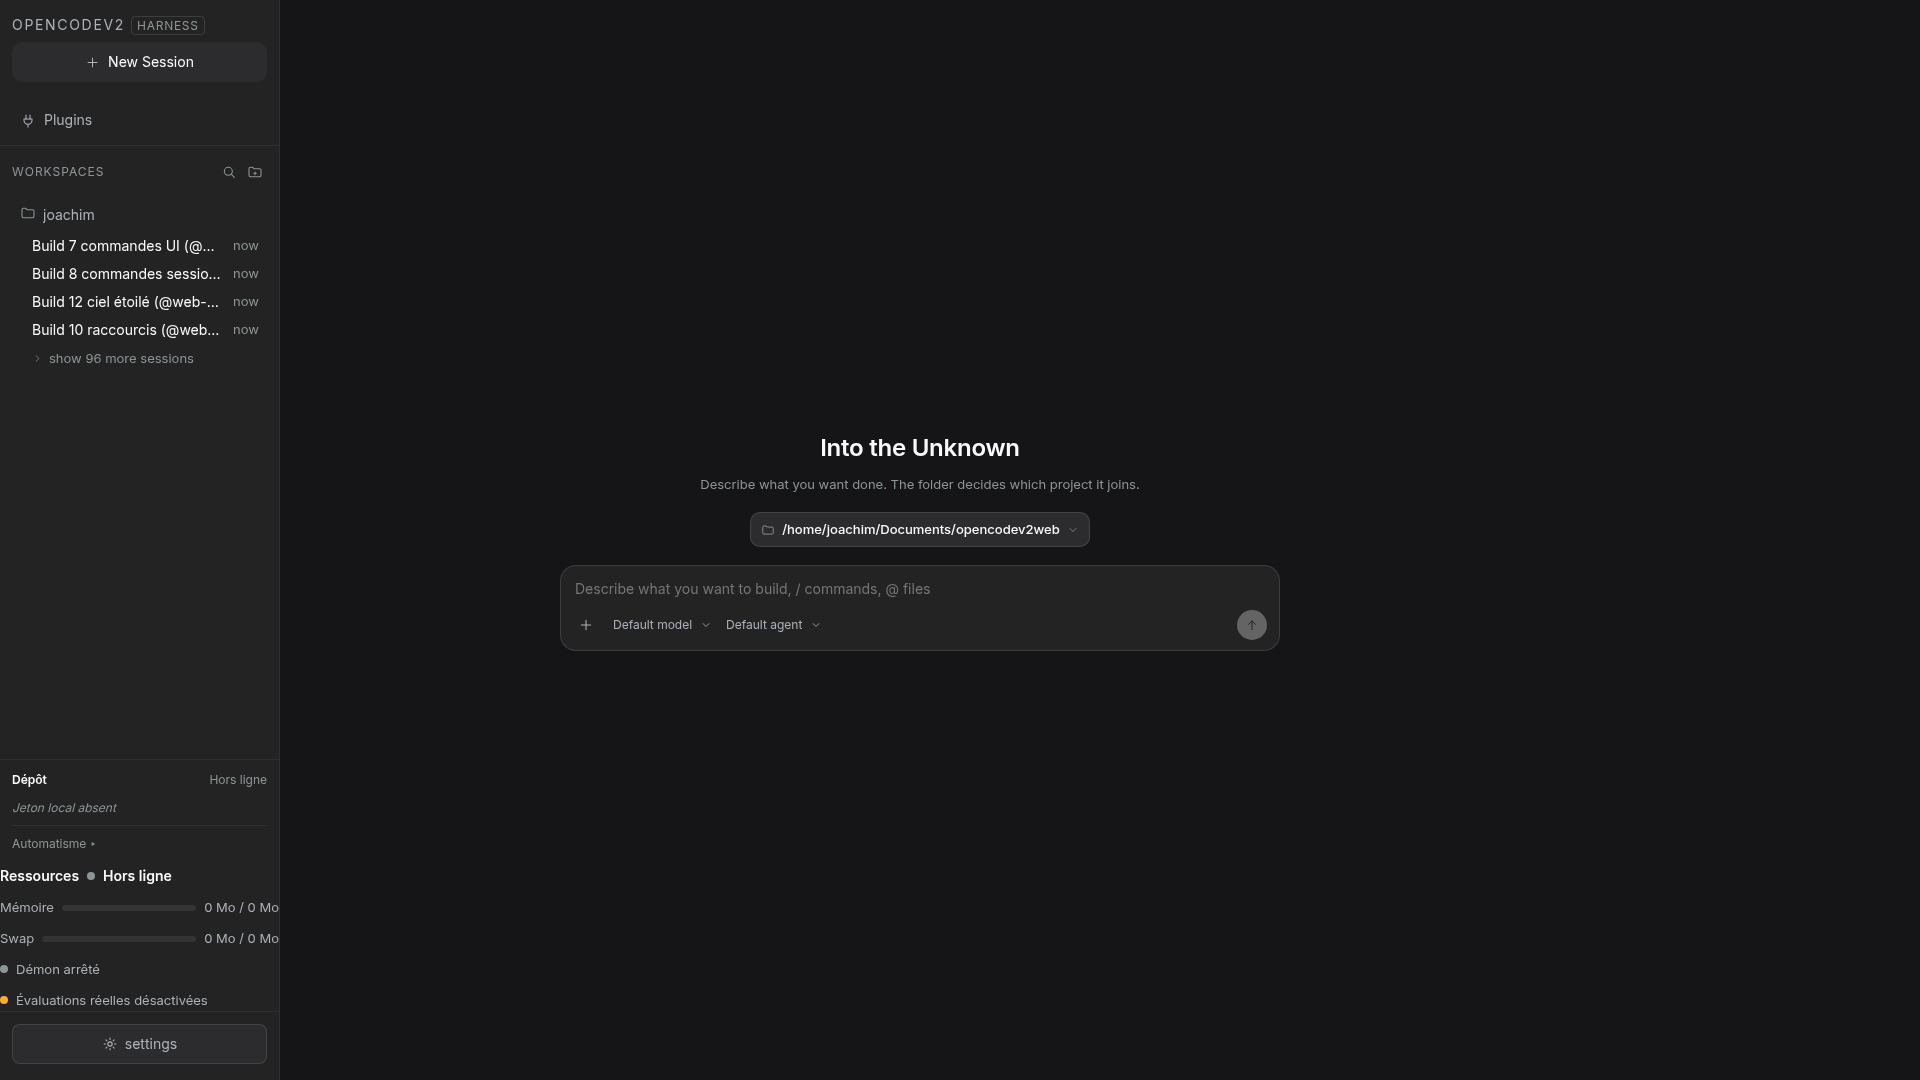 OPENCODEV2 HARNESS
New Session
Plugins
WORKSPACES
joachim
Build 7 commandes UI (@... now
Build 8 commandes sessio... now
Build 12 ciel étoilé (@web-... now
Build 10 raccourcis (@web... now
show 96 more sessions
Into the Unknown
Describe what you want done. The folder decides which project it joins.
/home/joachim/Documents/opencodev2web
Describe what you want to build, / commands, @ files
Default model Default agent
Dépôt Hors ligne
Jeton local absent
Automatisme
Ressources Hors ligne
Mémoire 0 Mo / 0 Mo
Swap 0 Mo / 0 Mo
Démon arrêté
Évaluations réelles désactivées
settings